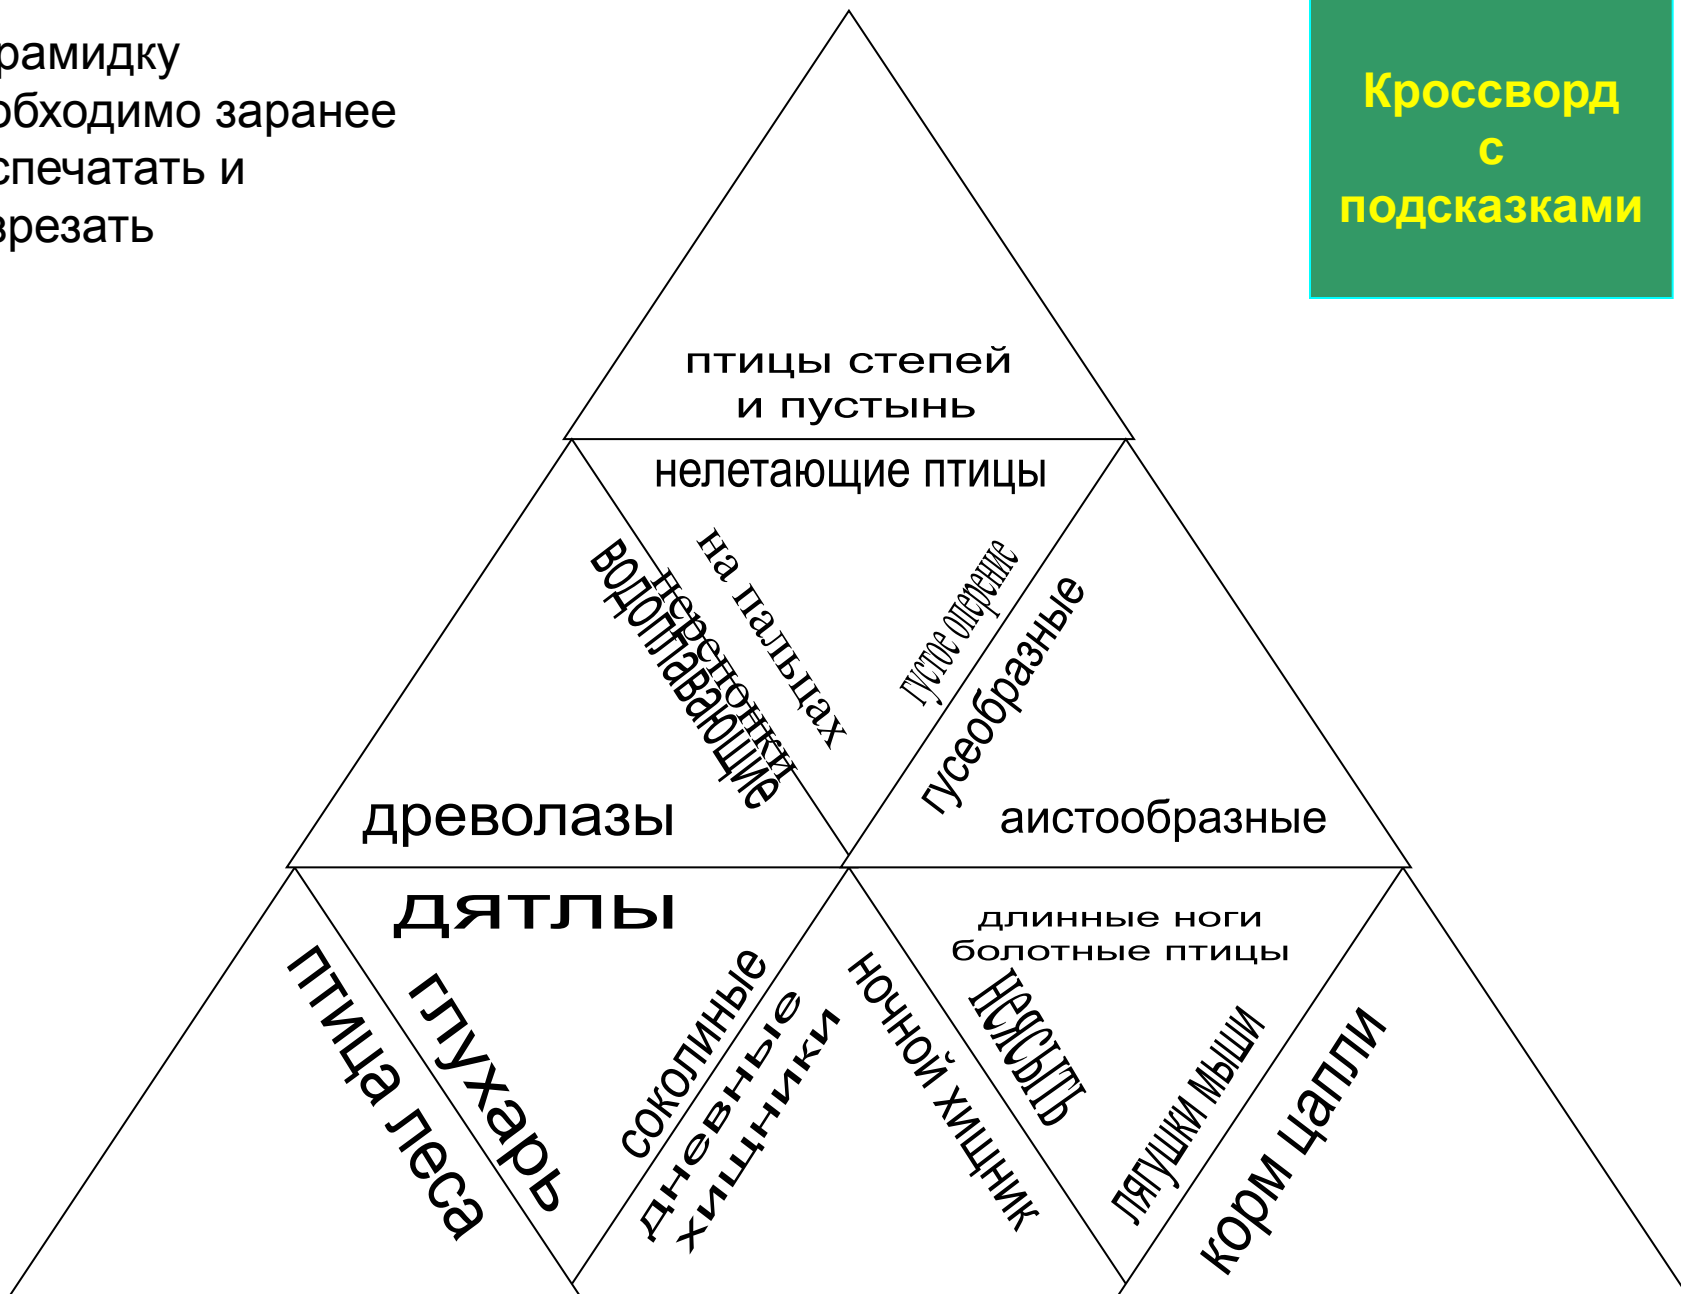 рамидку
обходимо заранее
спечатать и
зрезать
Кроссворд
с
подсказками
птицы степей
и пустынь
нелетающие птицы
на пальцах
перепонки
водоплавающие
густое оперение
гусеобразные
древолазы
аистообразные
дятлы
длинные ноги
болотные птицы
птица леса
глухарь
соколиные
дневные
хищники
ночной хищник
неясыть
лягушки мыши
корм цапли